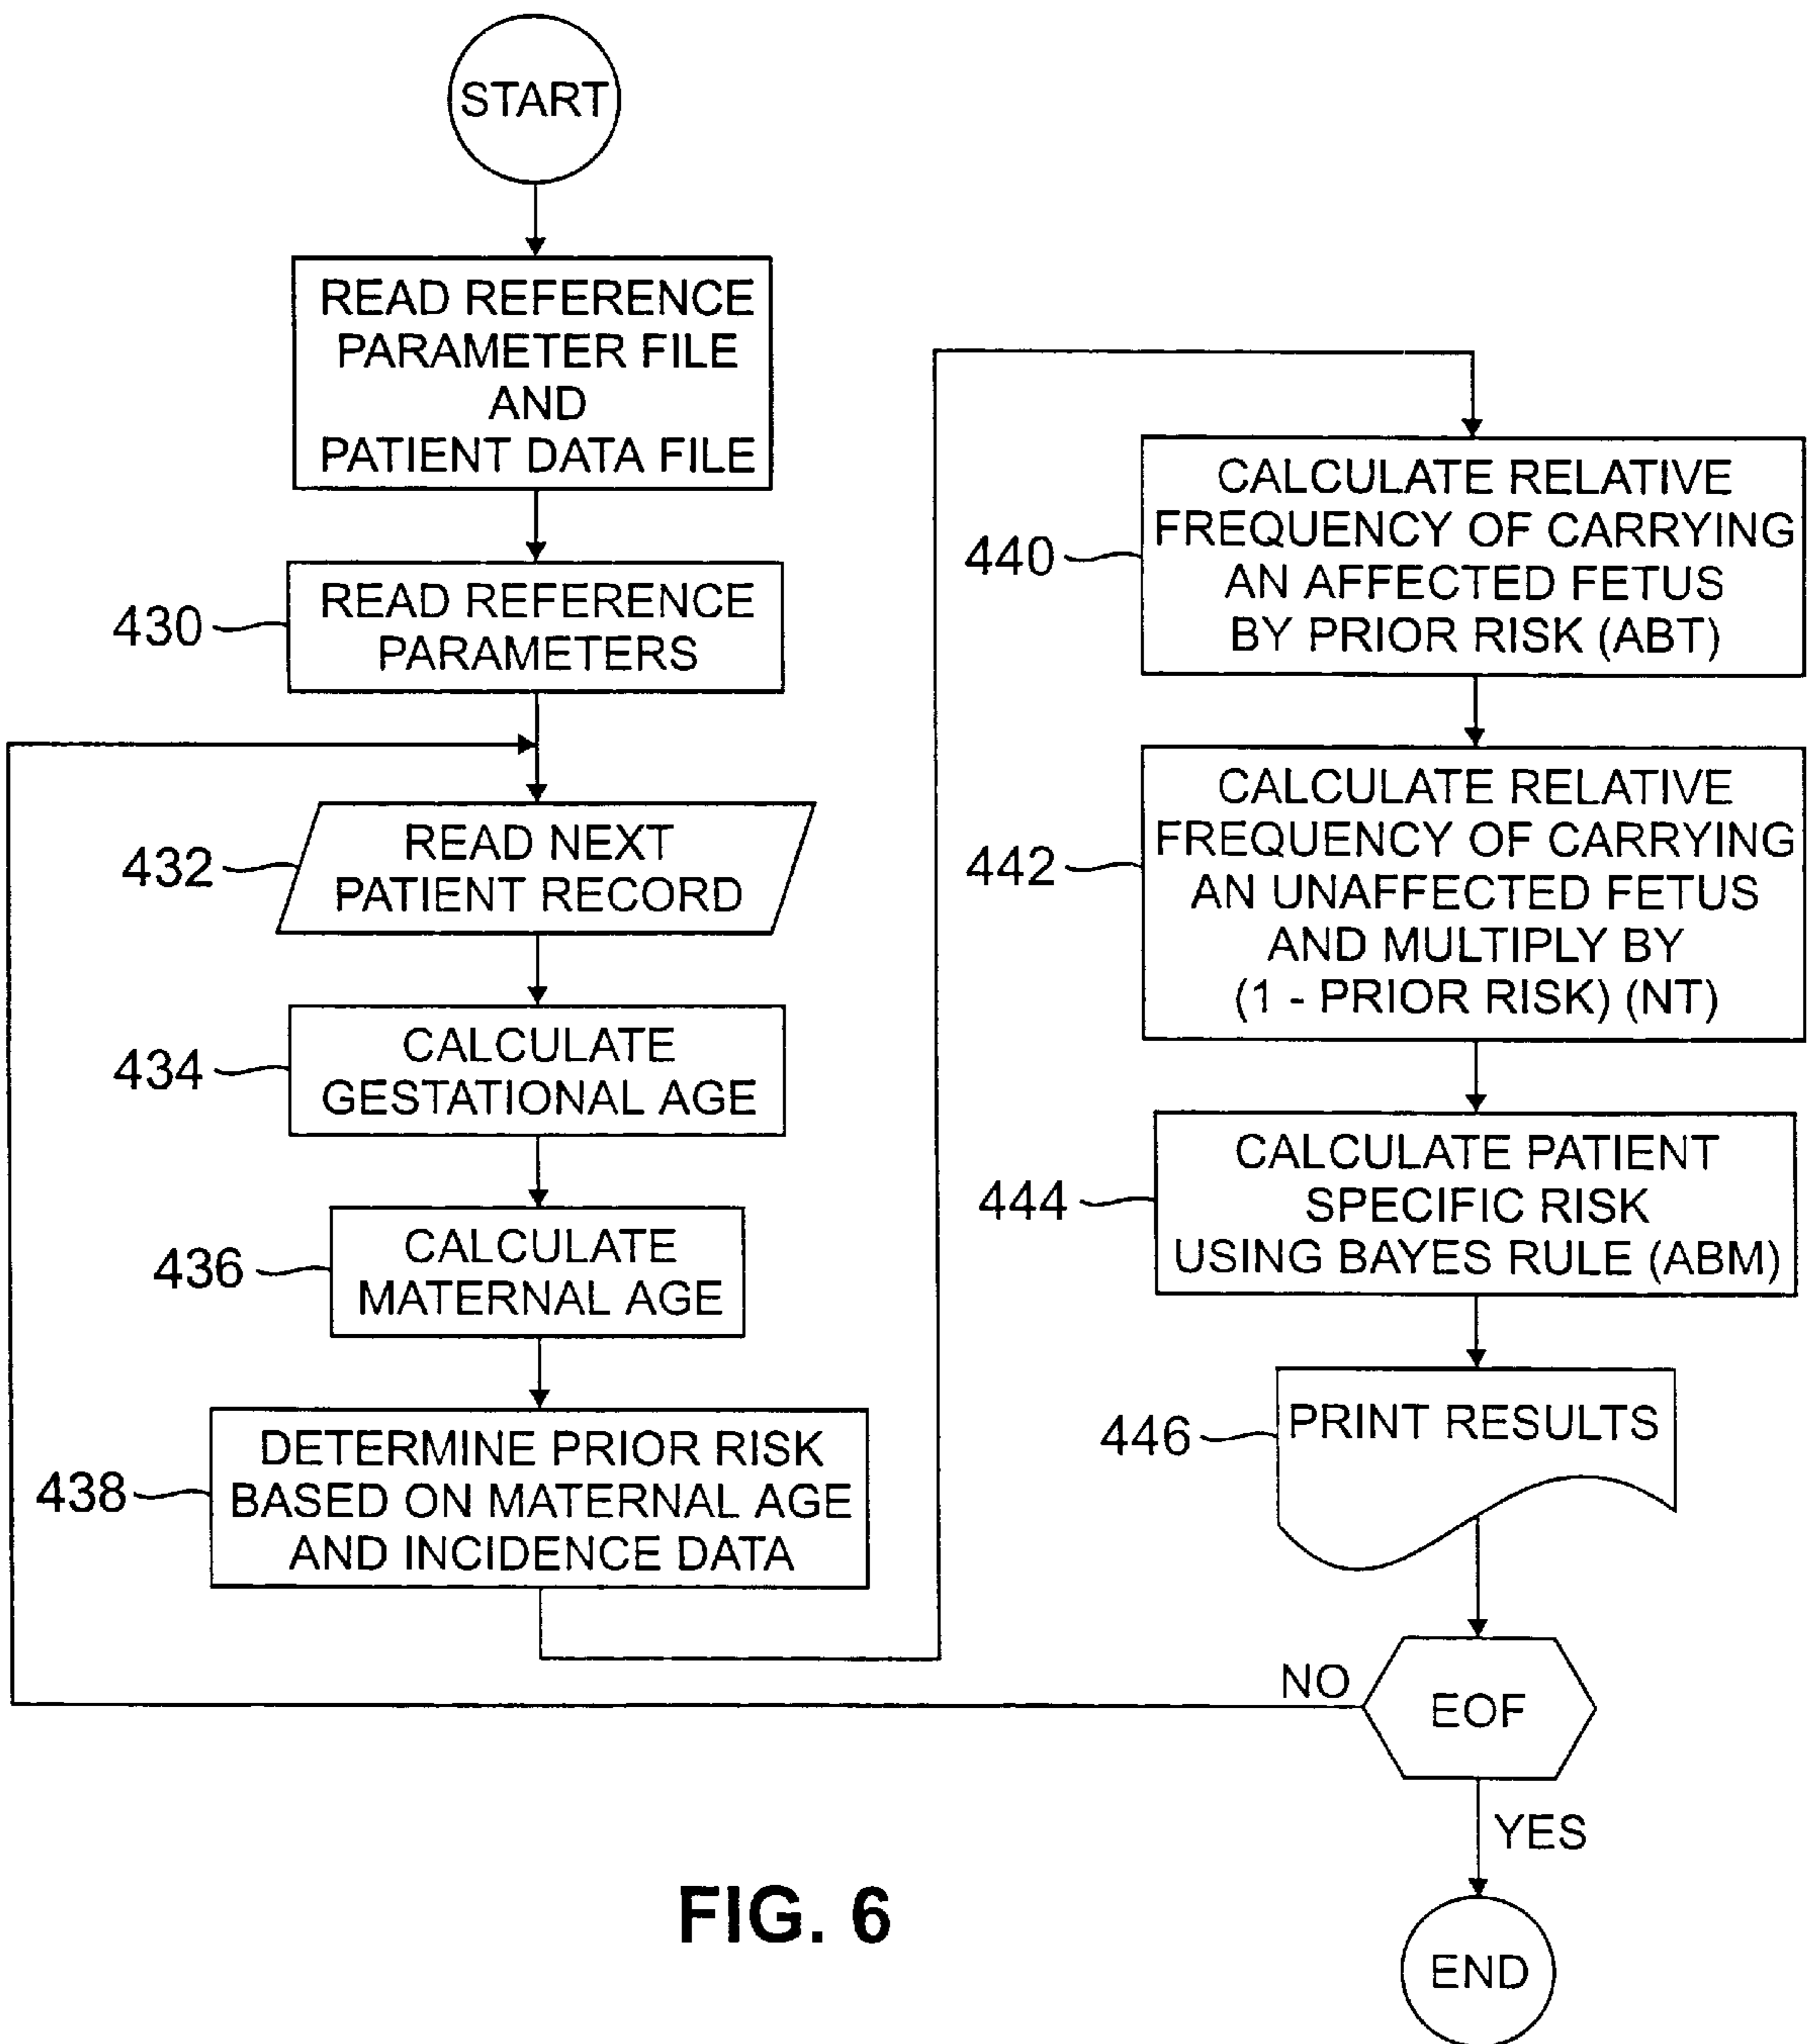 START
READ REFERENCE
PARAMETER FILE
AND
PATIENT DATA FILE
430
READ REFERENCE
PARAMETERS
432
READ NEXT
PATIENT RECORD
434
CALCULATE
GESTATIONAL AGE
436
CALCULATE
MATERNAL AGE
438
DETERMINE PRIOR RISK
BASED ON MATERNAL AGE
AND INCIDENCE DATA
440
CALCULATE RELATIVE
FREQUENCY OF CARRYING
AN AFFECTED FETUS
BY PRIOR RISK (ABT)
442
CALCULATE RELATIVE
FREQUENCY OF CARRYING
AN UNAFFECTED FETUS
AND MULTIPLY BY
(1 - PRIOR RISK) (NT)
444
CALCULATE PATIENT
SPECIFIC RISK
USING BAYES RULE (ABM)
446
PRINT RESULTS
NO
EOF
YES
END
FIG. 6